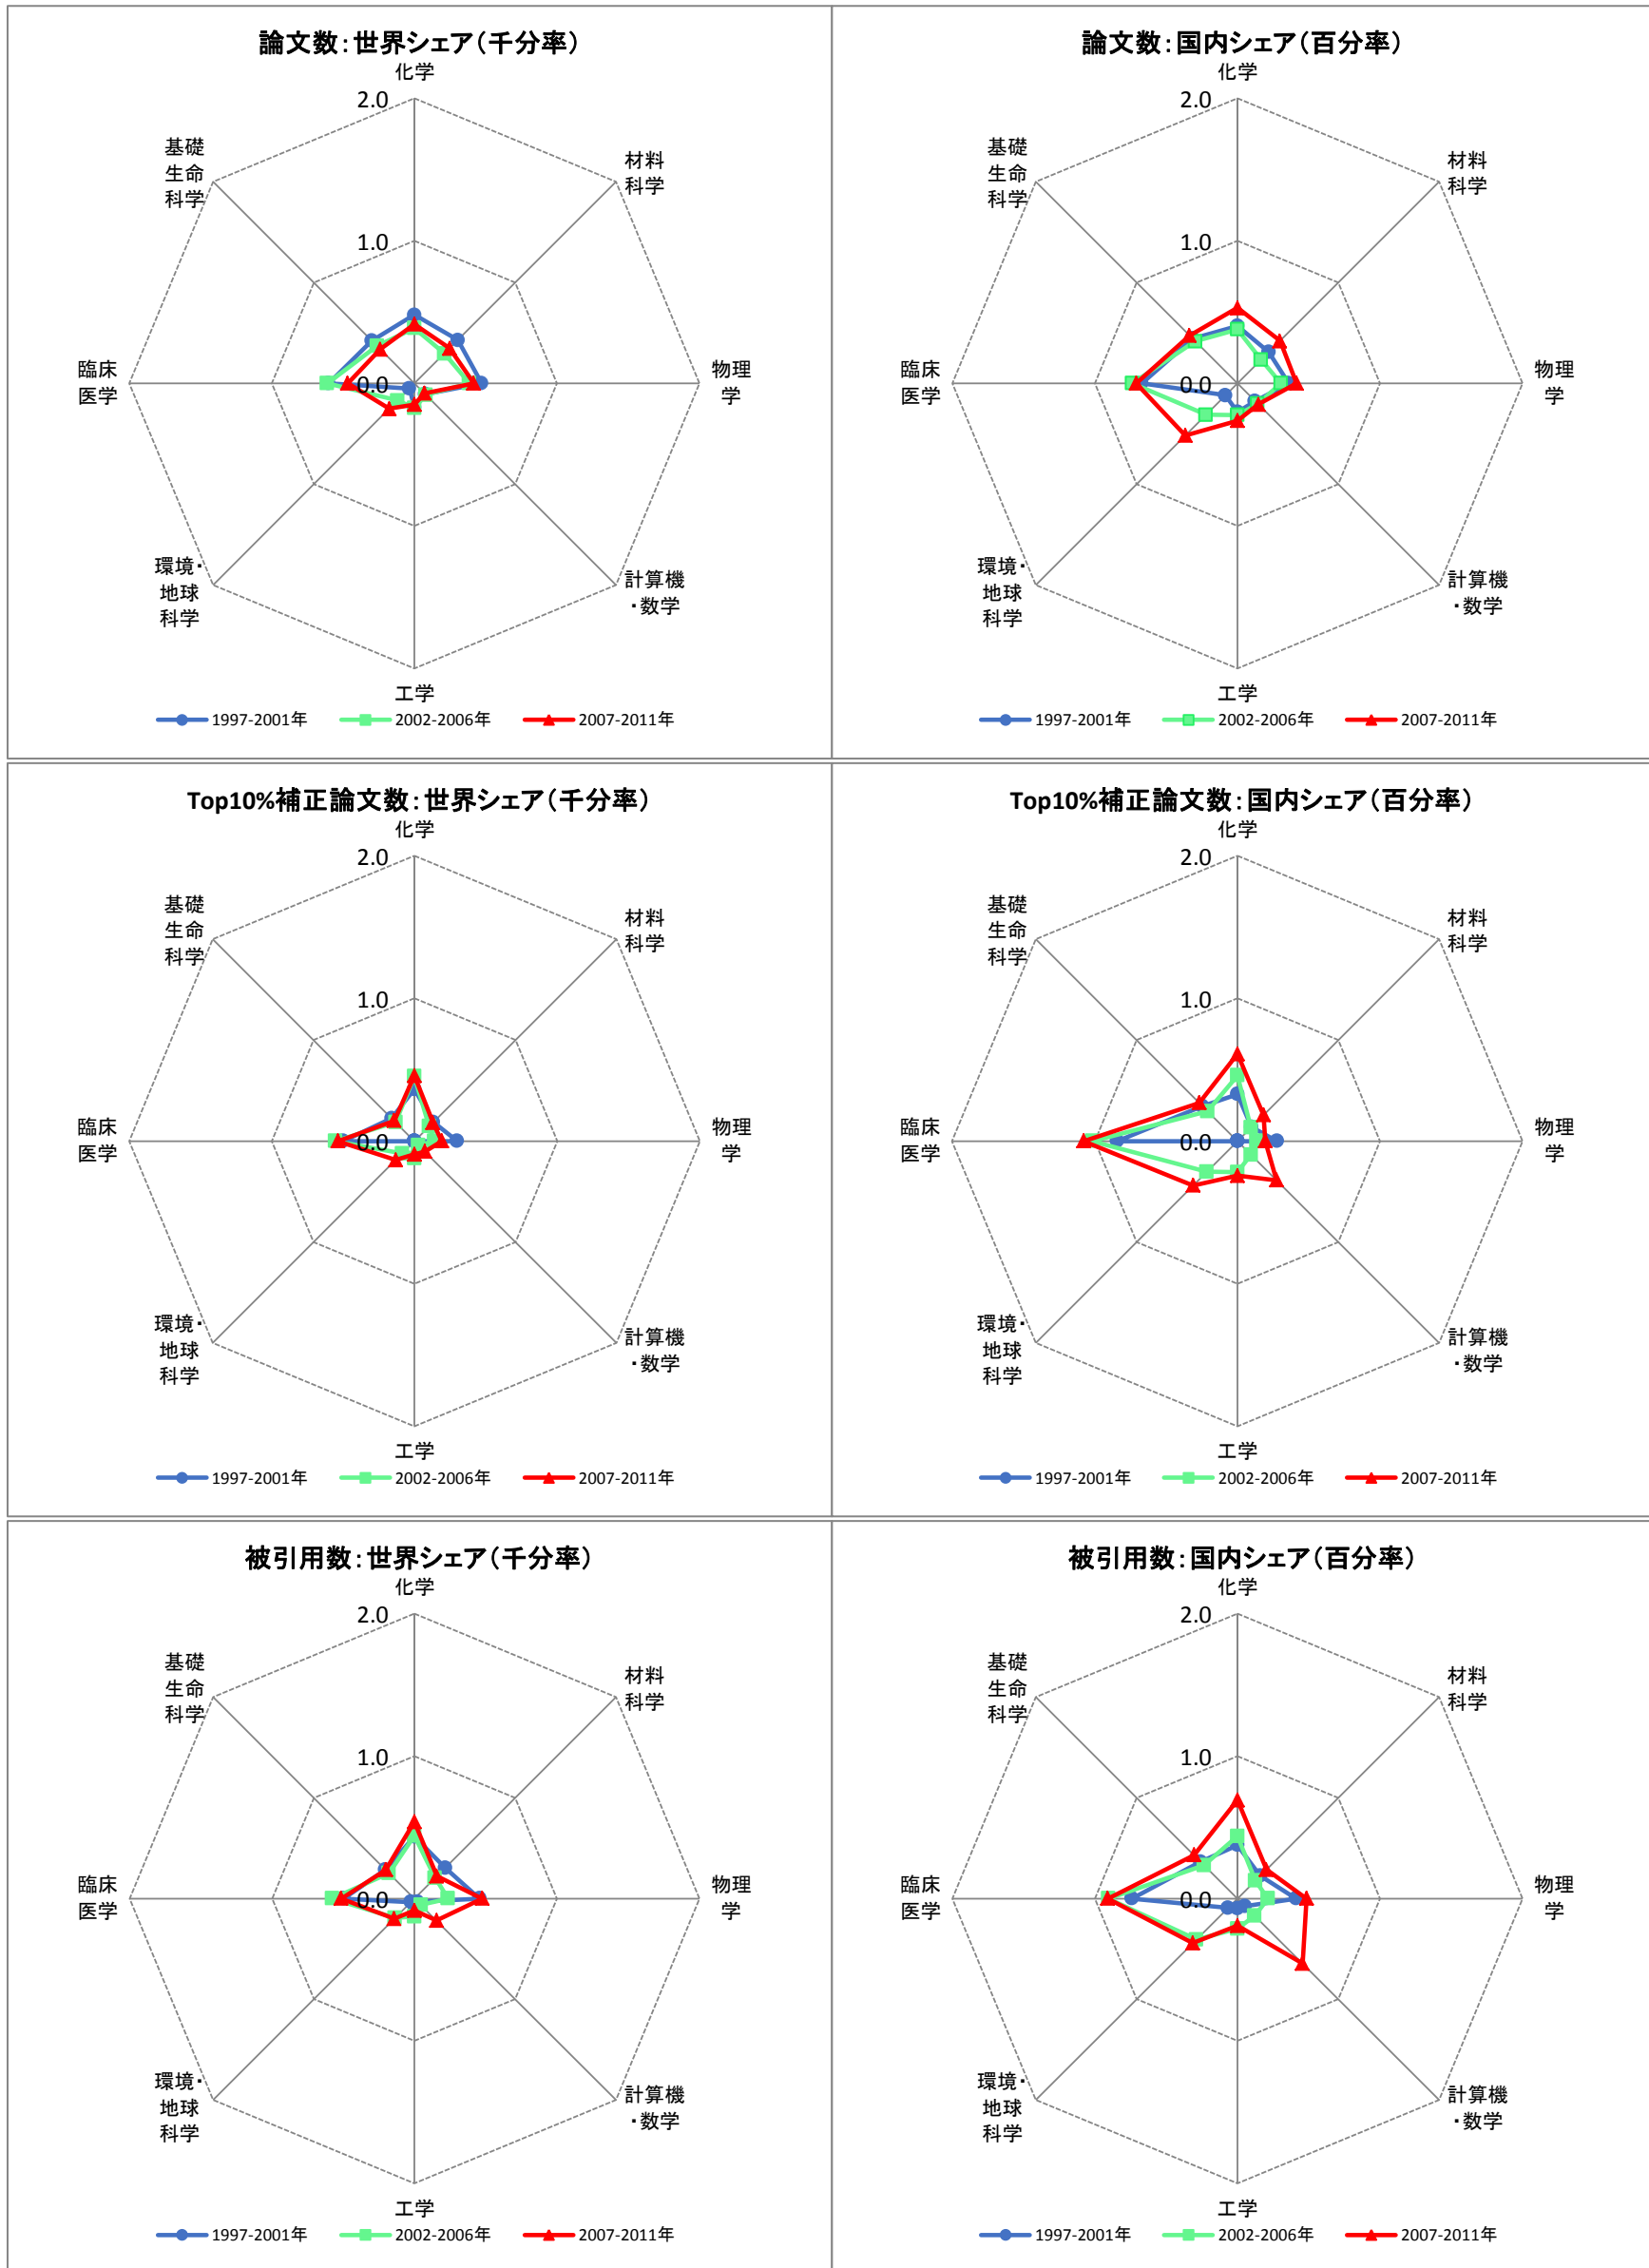 論文数：世界シェア（千分率）
化学
2.0
基礎
生命
科学
材料
科学
1.0
臨床
医学
0.0
物理
学
環境・
地球
科学
計算機
・数学
工学
1997-2001年 2002-2006年 2007-2011年
論文数：国内シェア（百分率）
化学
2.0
基礎
生命
科学
材料
科学
1.0
臨床
医学
0.0
物理
学
環境・
地球
科学
計算機
・数学
工学
1997-2001年 2002-2006年 2007-2011年
Top10%補正論文数：世界シェア（千分率）
化学
2.0
基礎
生命
科学
材料
科学
1.0
臨床
医学
0.0
物理
学
環境・
地球
科学
計算機
・数学
工学
1997-2001年 2002-2006年 2007-2011年
Top10%補正論文数：国内シェア（百分率）
化学
2.0
基礎
生命
科学
材料
科学
1.0
臨床
医学
0.0
物理
学
環境・
地球
科学
計算機
・数学
工学
1997-2001年 2002-2006年 2007-2011年
被引用数：世界シェア（千分率）
化学
2.0
基礎
生命
科学
材料
科学
1.0
臨床
医学
0.0
物理
学
環境・
地球
科学
計算機
・数学
工学
1997-2001年 2002-2006年 2007-2011年
被引用数：国内シェア（百分率）
化学
2.0
基礎
生命
科学
材料
科学
1.0
臨床
医学
0.0
物理
学
環境・
地球
科学
計算機
・数学
工学
1997-2001年 2002-2006年 2007-2011年